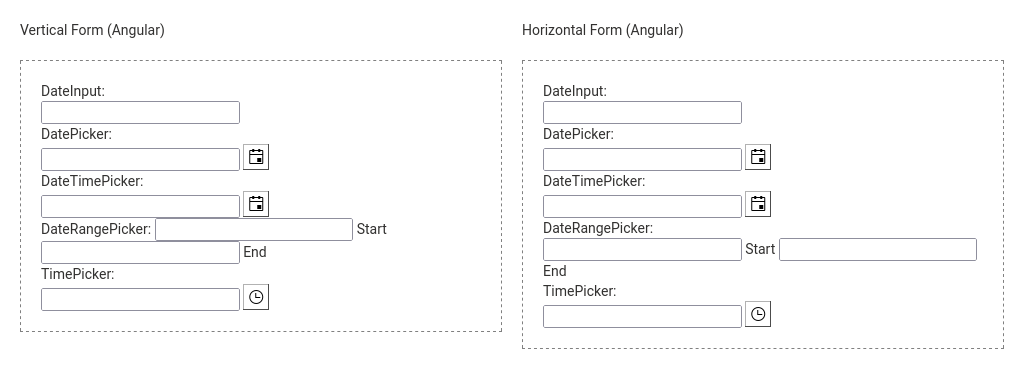 Vertical Form (Angular)
DateInput:
DatePicker:
DateTimePicker:
DateRangePicker: Start
End
TimePicker:
Horizontal Form (Angular)
DateInput:
DatePicker:
DateTimePicker:
DateRangePicker:
Start
End
TimePicker: